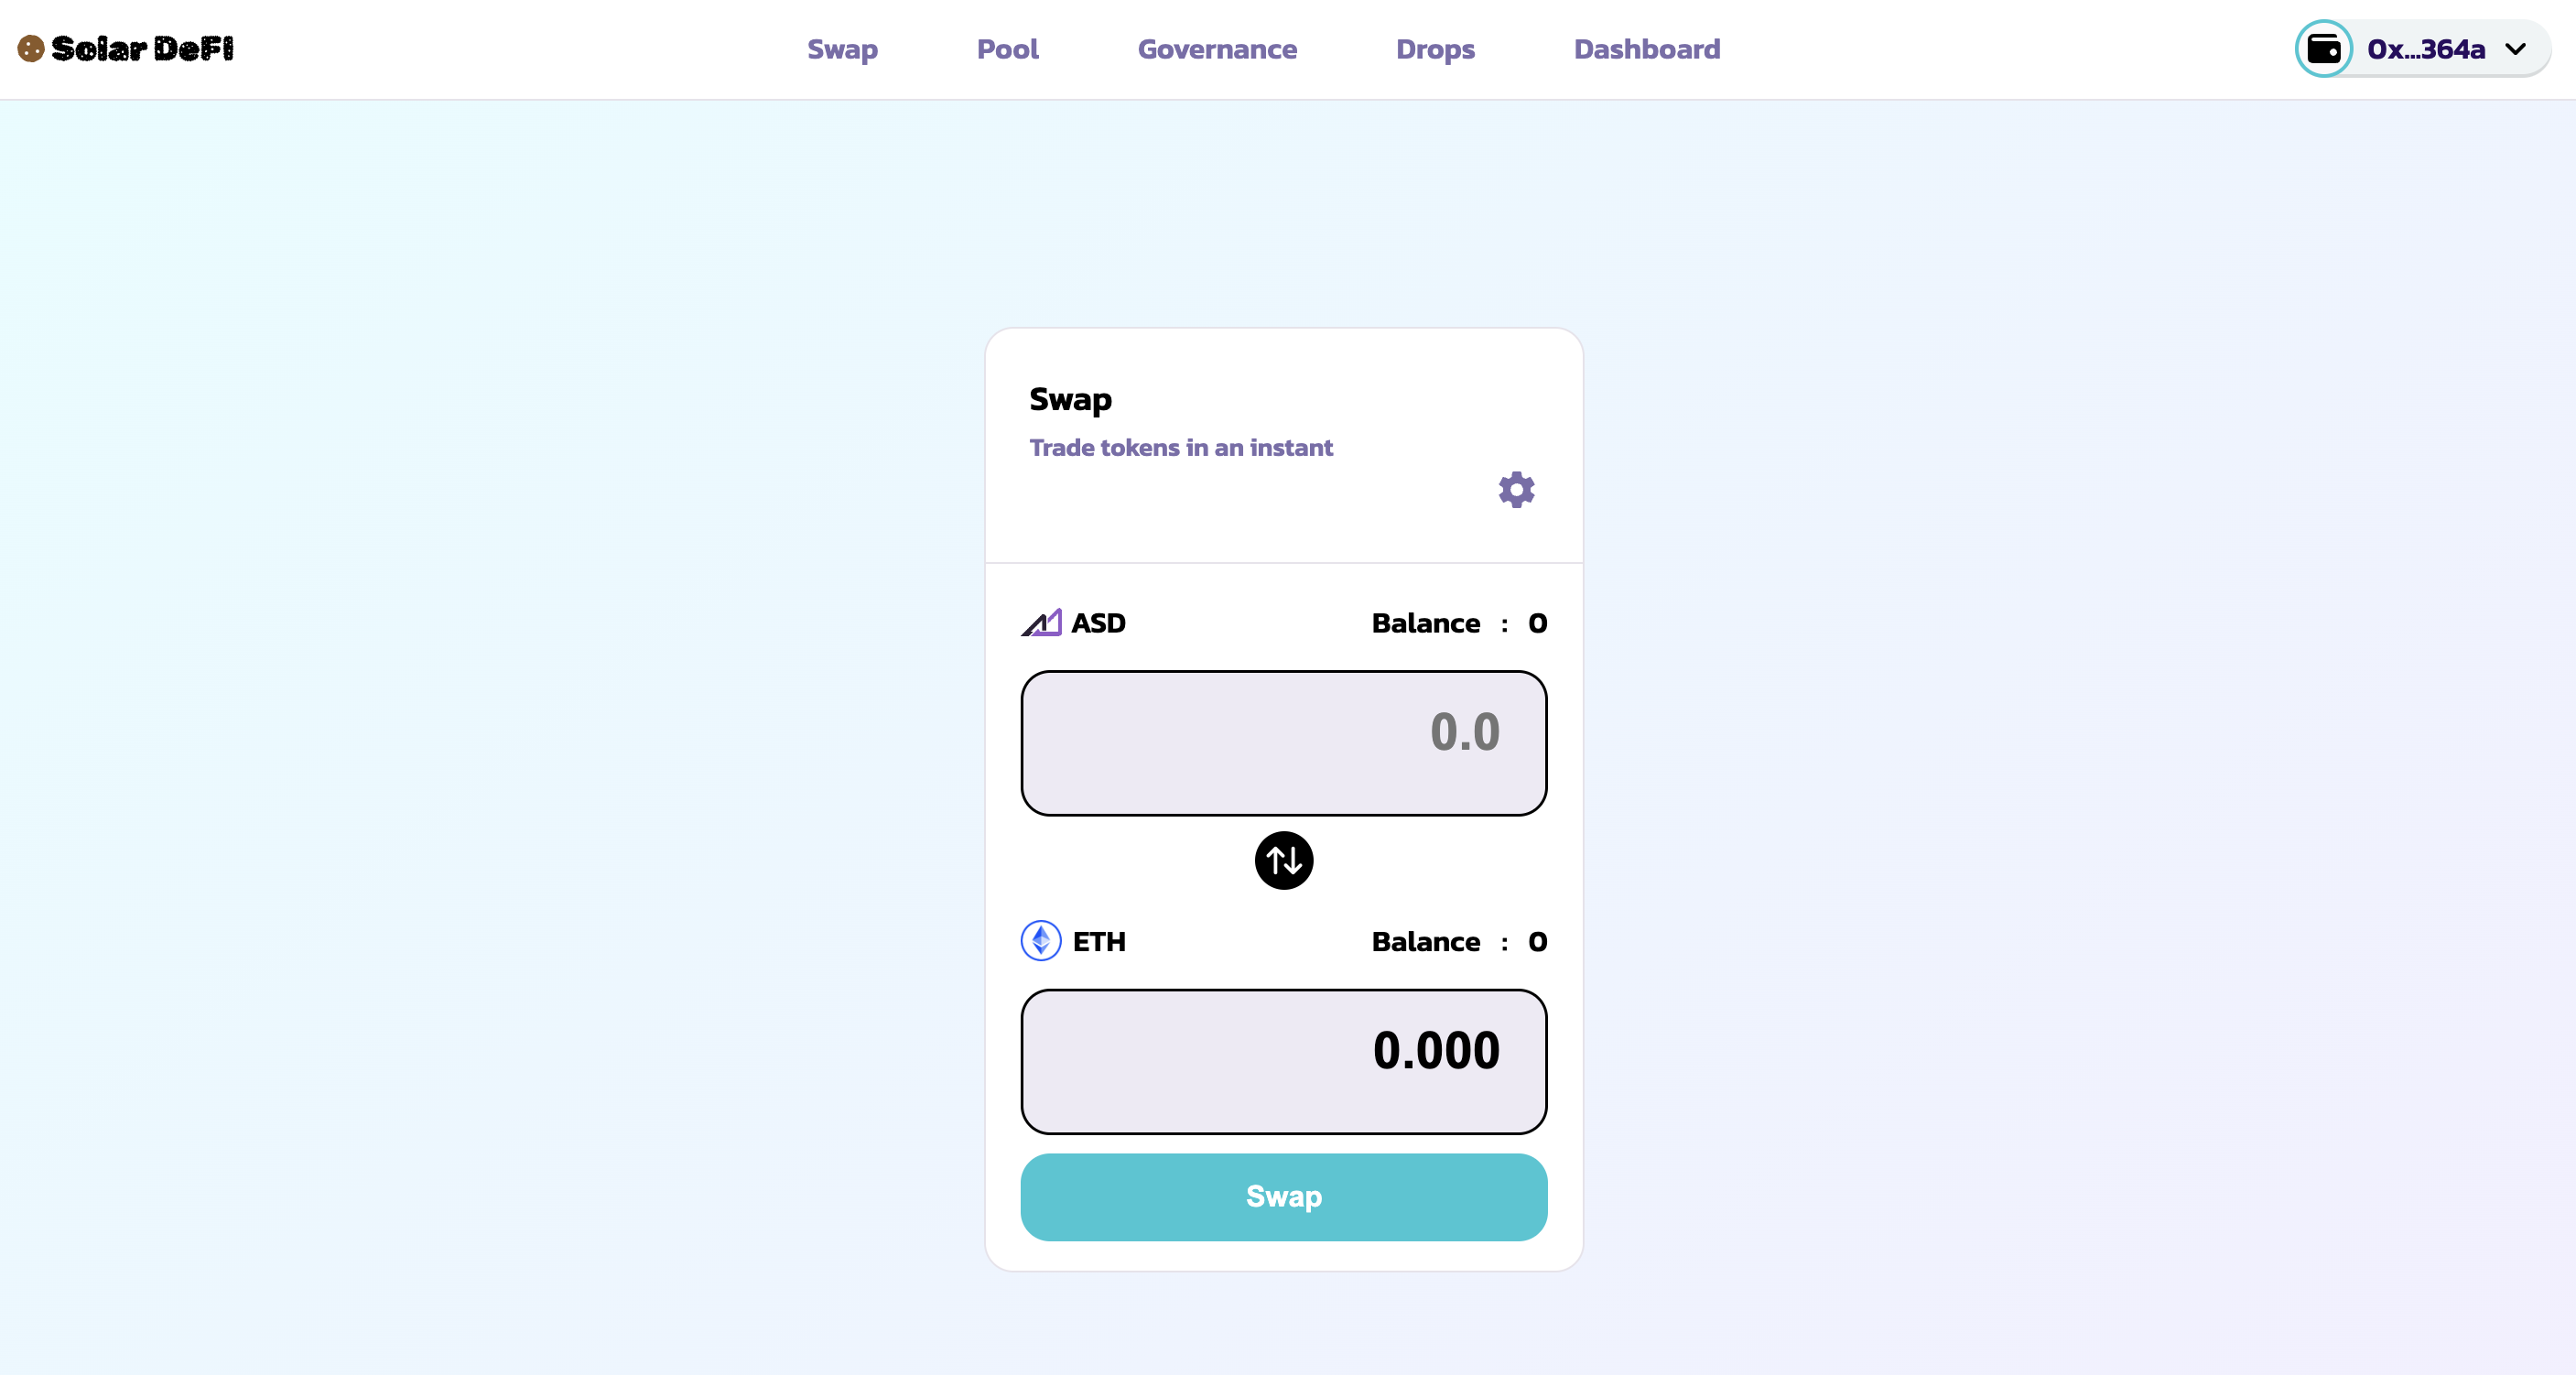 Solar DeFi
Swap Pool Governance Drops Dashboard
0x...364a
Swap
Trade tokens in an instant
ASD Balance : 0
0.0
ETH Balance : 0
0.000
Swap